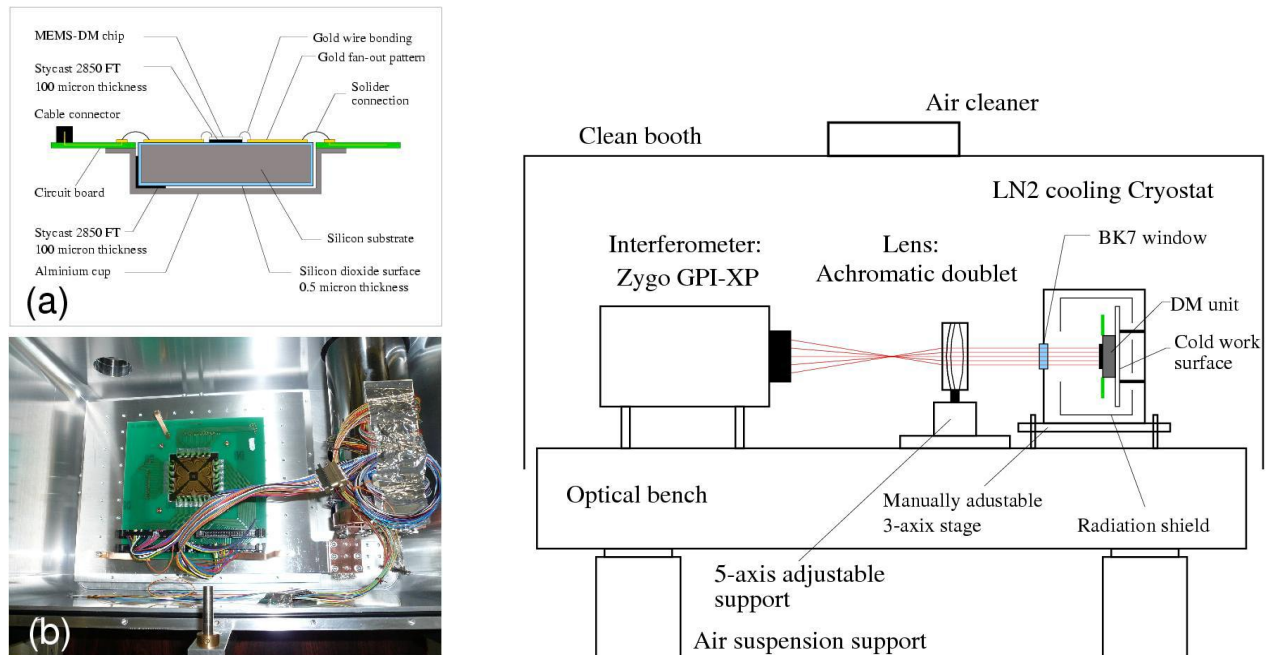 MEMS-DM chip
Stycast 2850 FT
100 micron thickness
Cable connector
Gold wire bonding
Gold fan-out pattern
Solider
connection
Circuit board
Stycast 2850 FT
100 micron thickness
Alminium cup
Silicon substrate
Silicon dioxide surface
0.5 micron thickness
(a)
(b)
Air cleaner
Clean booth
LN2 cooling Cryostat
Interferometer:
Zygo GPI-XP
Lens:
Achromatic doublet
BK7 window
DM unit
Cold work
surface
Optical bench
Manually adustable
3-axix stage
Radiation shield
5-axis adjustable
support
Air suspension support